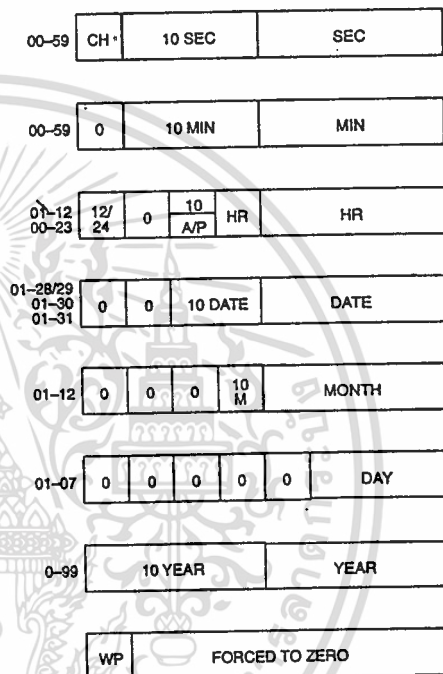 00–59 CH 10 SEC SEC
00–59 0 10 MIN MIN
01–12 12/ 0 10 HR HR
00–23 24 A/P
01–28/29
01–30 0 0 10 DATE DATE
01–31
01–12 0 0 0 10 M MONTH
01–07 0 0 0 0 0 DAY
0–99 10 YEAR YEAR
WP FORCED TO ZERO